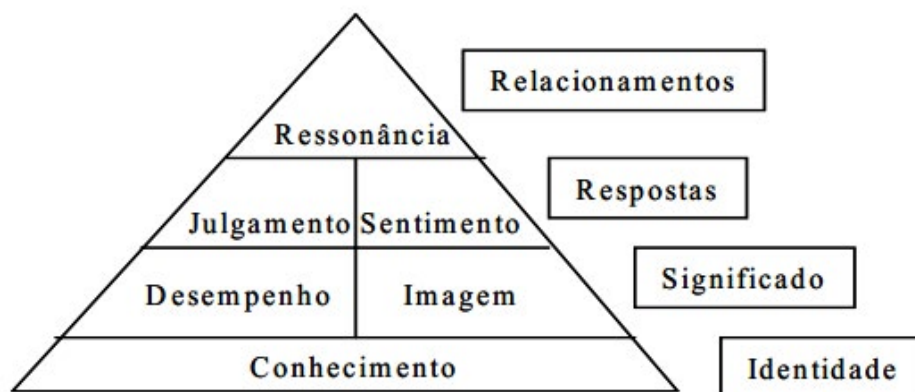 Relacionamentos
Ressonância
Respostas
Julgamento Sentimento
Significado
Desempenho Imagem
Conhecimento
Identidade